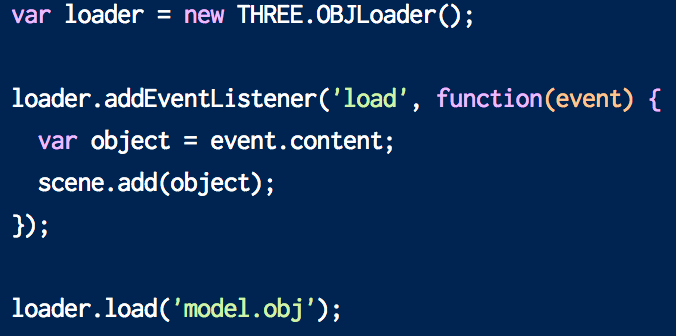 var loader = new THREE.OBJLoader();
loader.addEventListener('load', function(event) {
  var object = event.content;
  scene.add(object);
});
loader.load('model.obj');